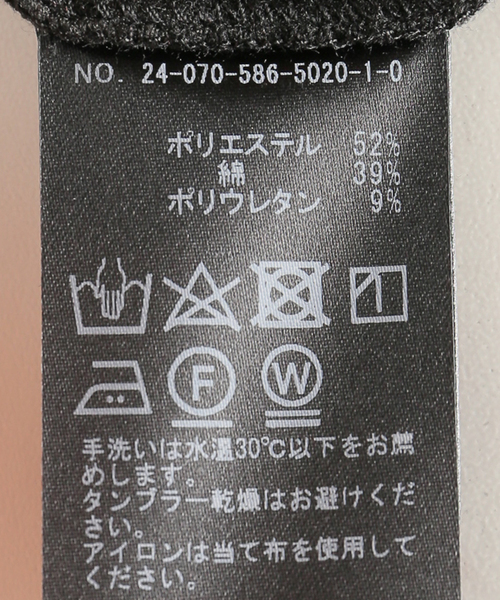 NO. 24-070-586-5020-1-0
ポリエステル 52%
綿 39%
ポリウレタン 9%
F W
手洗いは水温30℃以下をお薦
めします。
タンブラー乾燥はお避けくだ
さい。
アイロンは当て布を使用して
ください。